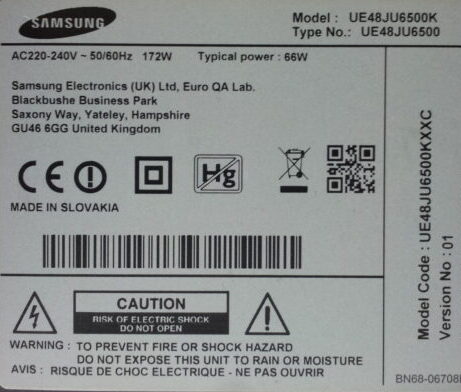 SAMSUNG
Model : UE48JU6500K
Type No.: UE48JU6500
AC220-240V ~ 50/60Hz 172W Typical power : 66W
Samsung Electronics (UK) Ltd, Euro QA Lab.
Blackbushe Business Park
Saxony Way, Yateley, Hampshire
GU46 6GG United Kingdom
CE
Hg
MADE IN SLOVAKIA
Model Code : UE48JU6500KXXC
Version No : 01
CAUTION
RISK OF ELECTRIC SHOCK
DO NOT OPEN
WARNING : TO PREVENT FIRE OR SHOCK HAZARD
DO NOT EXPOSE THIS UNIT TO RAIN OR MOISTURE
AVIS : RISQUE DE CHOC ELECTRIQUE - NE PAS OUVRIR
BN68-06708